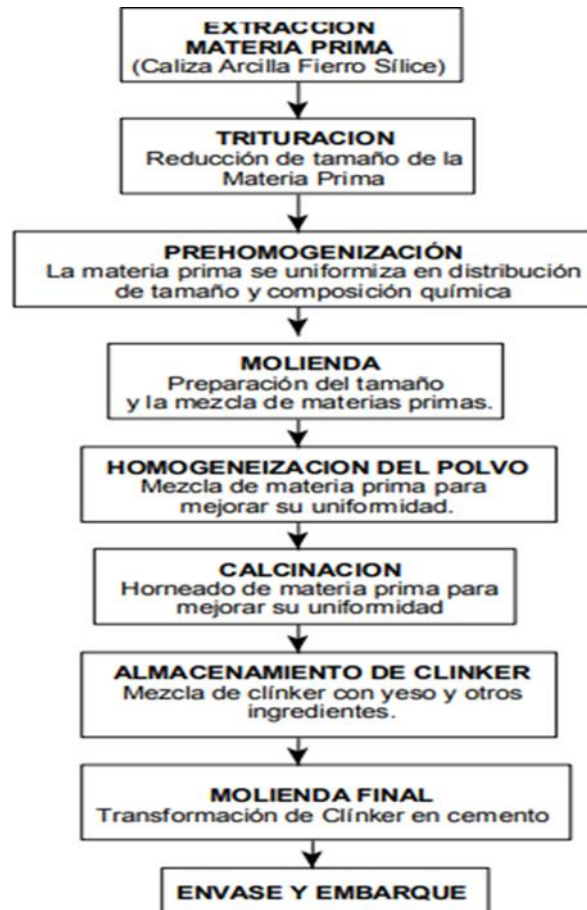 EXTRACCION
MATERIA PRIMA
(Caliza Arcilla Fierro Sílice)
TRITURACION
Reducción de tamaño de la
Materia Prima
PREHOMOGENIZACIÓN
La materia prima se uniformiza en distribución
de tamaño y composición química
MOLIENDA
Preparación del tamaño
y la mezcla de materias primas.
HOMOGENEIZACION DEL POLVO
Mezcla de materia prima para
mejorar su uniformidad.
CALCINACION
Horneado de materia prima para
mejorar su uniformidad
ALMACENAMIENTO DE CLINKER
Mezcla de clínker con yeso y otros
ingredientes.
MOLIENDA FINAL
Transformación de Clínker en cemento
ENVASE Y EMBARQUE